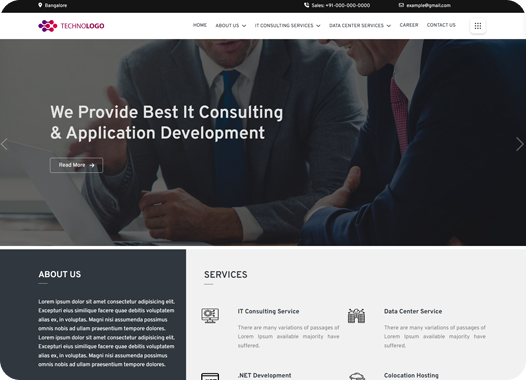 Bangalore
Sales: +91-000-000-0000
example@gmail.com
TECHNOLOGO
HOME
ABOUT US
IT CONSULTING SERVICES
DATA CENTER SERVICES
CAREER
CONTACT US
We Provide Best It Consulting
& Application Development
Read More
ABOUT US
Lorem ipsum dolor sit amet consectetur adipisicing elit.
Excepturi eius similique facere quae debitis voluptatem
alias ex, in voluptas. Magni nisi assumenda possimus
omnis nobis ad ullam praesentium tempore dolores.
Lorem ipsum dolor sit amet consectetur adipisicing elit.
Excepturi eius similique facere quae debitis voluptatem
alias ex, in voluptas. Magni nisi assumenda possimus
omnis nobis ad ullam praesentium tempore dolores.
SERVICES
IT Consulting Service
There are many variations of passages of
Lorem Ipsum available majority have
suffered.
Data Center Service
There are many variations of passages of
Lorem Ipsum available majority have
suffered.
.NET Development
Colocation Hosting